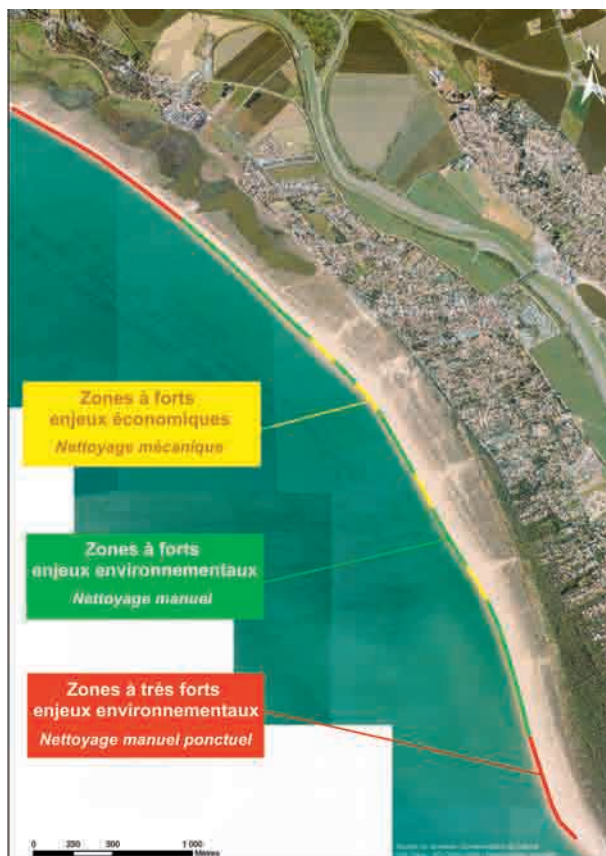 N
Zones à forts
enjeux économiques
Nettoyage mécanique
Zones à forts
enjeux environnementaux
Nettoyage manuel
Zones à très forts
enjeux environnementaux
Nettoyage manuel ponctuel
0 250 500 1 000
Mètres